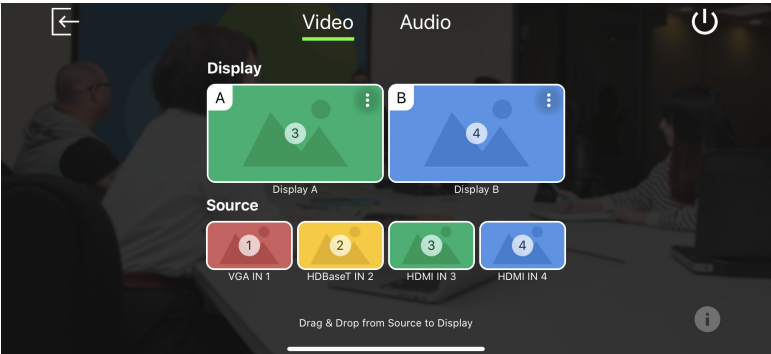 Video Audio
Display
A B
3 4
Display A Display B
Source
1 2 3 4
VGA IN 1 HDBaseT IN 2 HDMI IN 3 HDMI IN 4
Drag & Drop from Source to Display
i